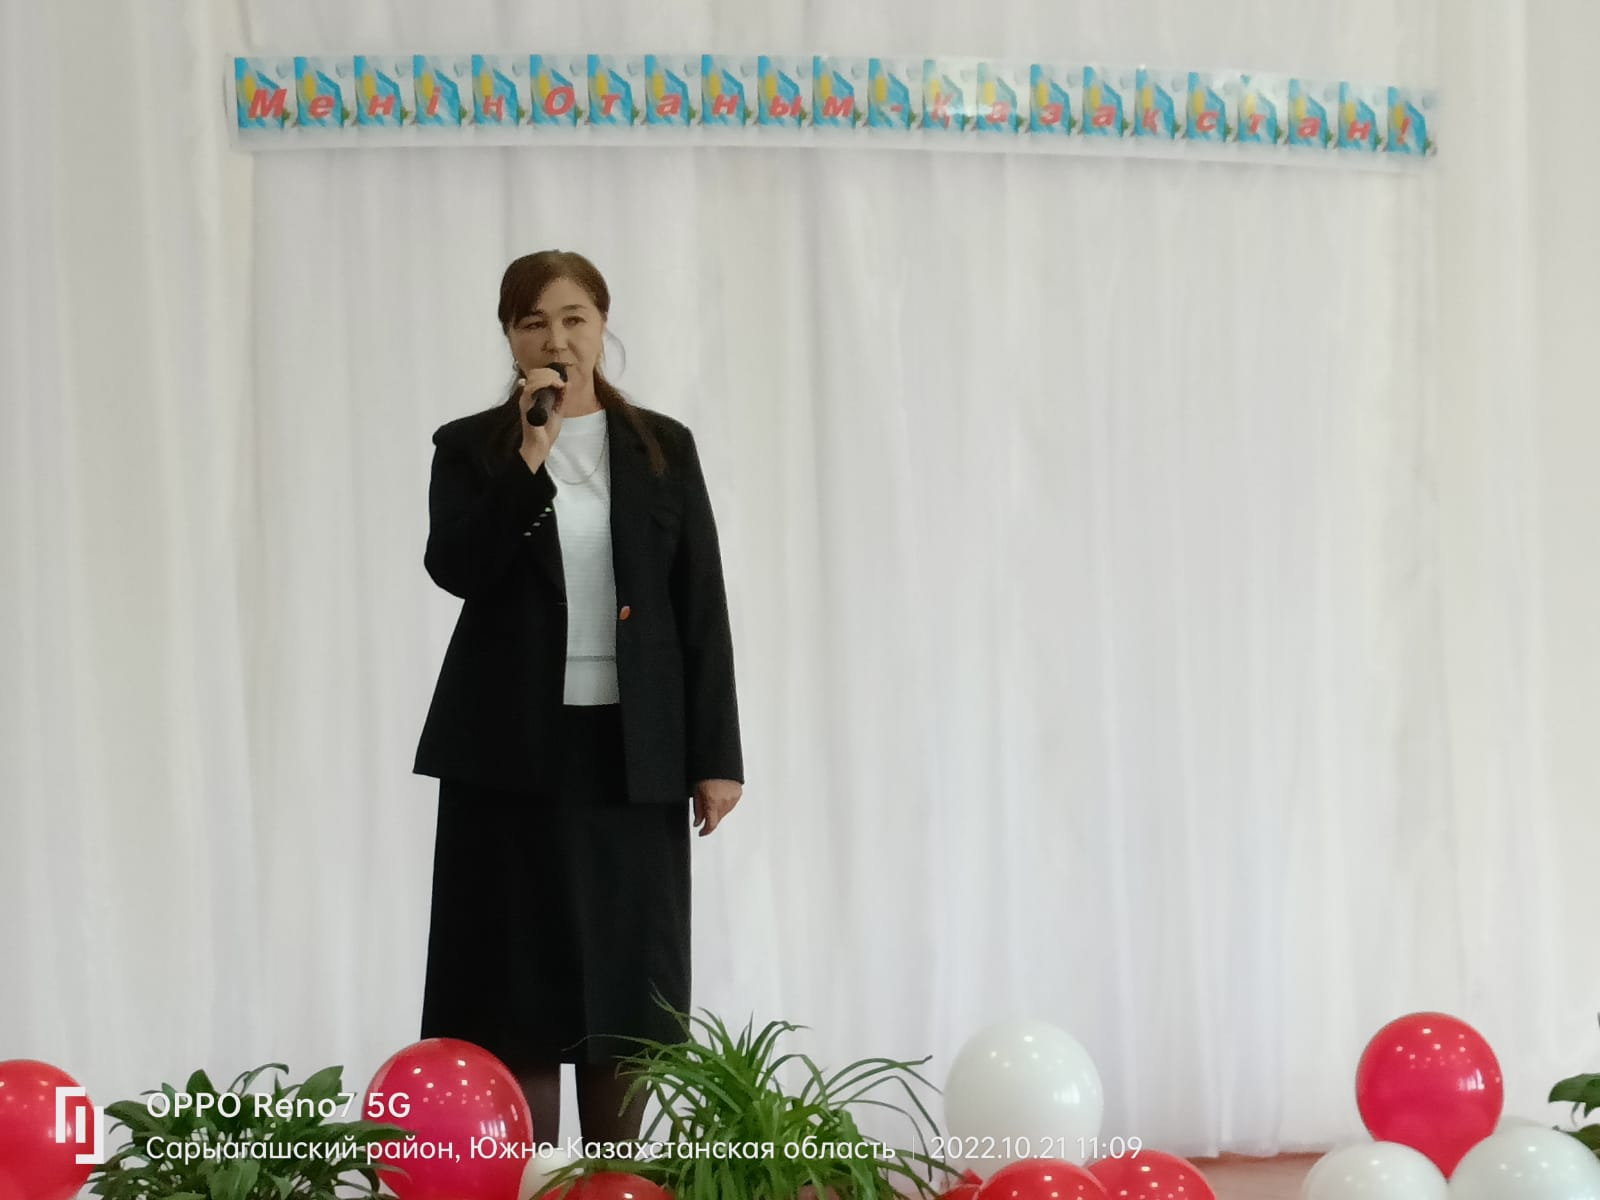 Менің Отаным - Қазақстан!
OPPO Reno7 5G
Сарыагашский район, Южно-Казахстанская область | 2022.10.21 11:09